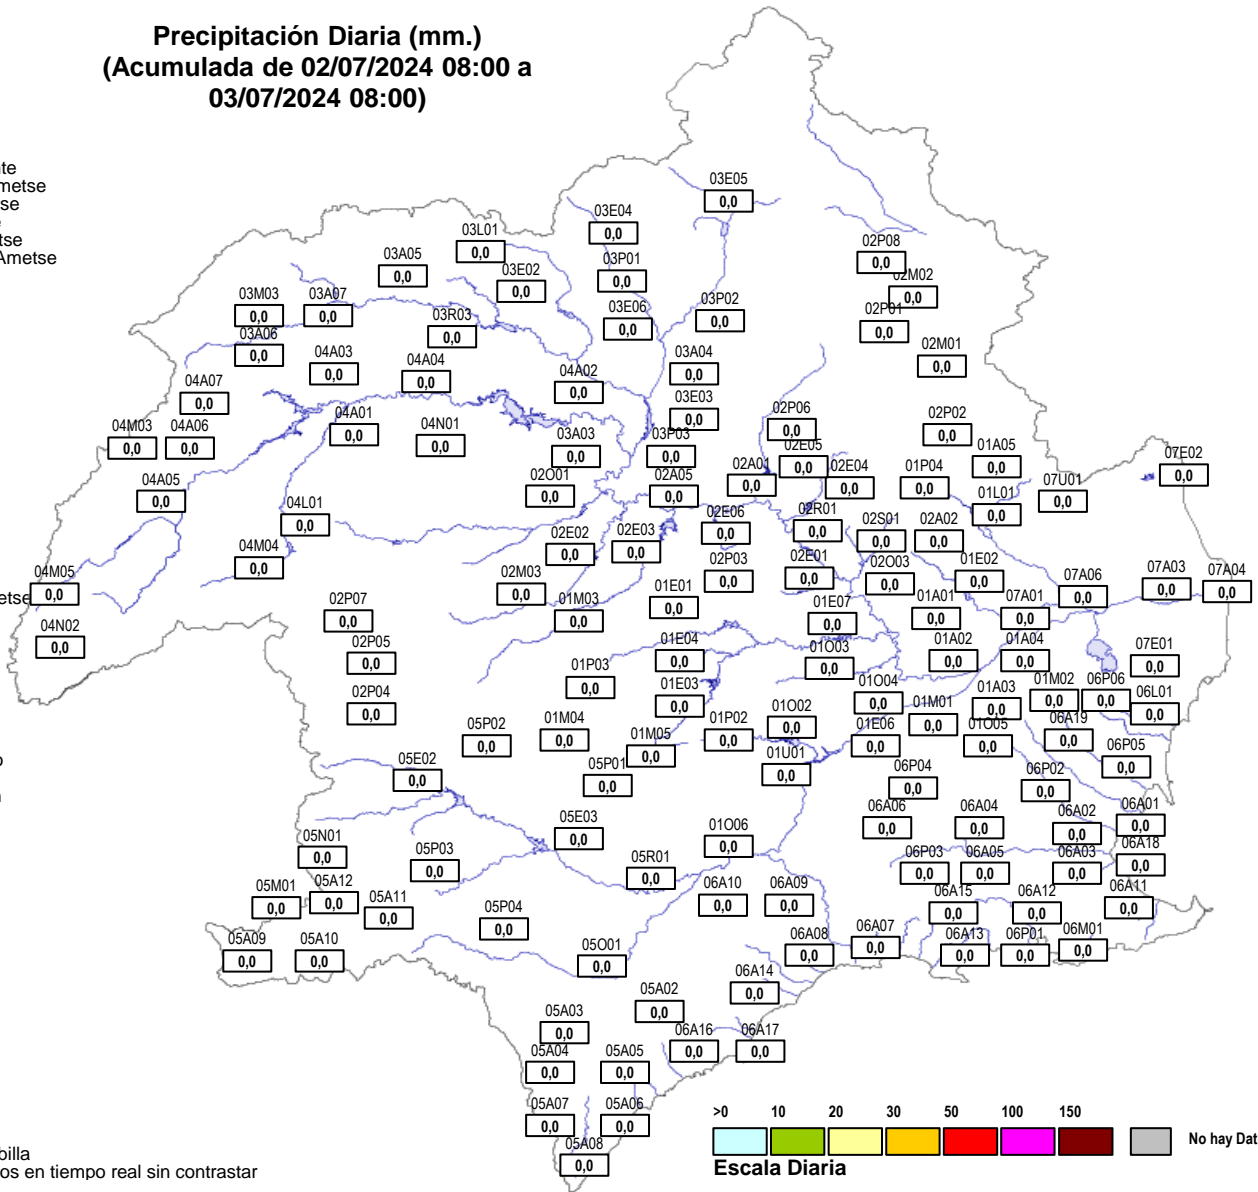 Precipitación Diaria (mm.)
(Acumulada de 02/07/2024 08:00 a
03/07/2024 08:00)
03E05
0,0
03E04
0,0
03L01
0,0
03A05
0,0
03P01
0,0
03E02
0,0
02P08
0,0
02M02
0,0
03M03
0,0
03A07
0,0
03R03
0,0
03E06
0,0
03P02
0,0
02P01
0,0
03A06
0,0
04A03
0,0
04A04
0,0
04A02
0,0
03A04
0,0
02M01
0,0
04A07
0,0
03E03
0,0
04M03
0,0
04A06
0,0
04A01
0,0
04N01
0,0
03A03
0,0
03P03
0,0
02P06
0,0
02E05
0,0
02P02
0,0
01A05
0,0
07E02
0,0
04A05
0,0
02O01
0,0
02A05
0,0
02A01
0,0
02E04
0,0
01P04
0,0
01L01
0,0
07U01
0,0
04L01
0,0
02E06
0,0
02R01
0,0
02S01
0,0
02A02
0,0
04M04
0,0
02E02
0,0
02E03
0,0
02P03
0,0
02E01
0,0
02O03
0,0
01E02
0,0
04M05
0,0
02M03
0,0
01M03
0,0
01E01
0,0
01E07
0,0
01A01
0,0
07A01
0,0
07A06
0,0
07A03
0,0
07A04
0,0
04N02
0,0
02P07
0,0
02P05
0,0
01E04
0,0
01O03
0,0
01A02
0,0
01A04
0,0
07E01
0,0
02P04
0,0
01P03
0,0
01E03
0,0
01O04
0,0
01A03
0,0
01M02
0,0
06P06
0,0
06L01
0,0
05P02
0,0
01M04
0,0
01M05
0,0
01P02
0,0
01O02
0,0
01E06
0,0
01M01
0,0
01O05
0,0
06A19
0,0
06P05
0,0
05E02
0,0
05P01
0,0
01U01
0,0
06P04
0,0
06P02
0,0
05E03
0,0
01O06
0,0
06A06
0,0
06A04
0,0
06A02
0,0
06A01
0,0
05N01
0,0
05P03
0,0
05R01
0,0
06P03
0,0
06A05
0,0
06A03
0,0
06A18
0,0
05M01
0,0
05A12
0,0
05A11
0,0
05P04
0,0
06A10
0,0
06A09
0,0
06A15
0,0
06A12
0,0
06A11
0,0
05A09
0,0
05A10
0,0
05O01
0,0
06A08
0,0
06A07
0,0
06A13
0,0
06P01
0,0
06M01
0,0
05A03
0,0
05A02
0,0
06A14
0,0
05A04
0,0
05A05
0,0
06A16
0,0
06A17
0,0
05A07
0,0
05A06
0,0
05A08
0,0
>0 10 20 30 50 100 150
No hay Dat
Escala Diaria
te
metse
se
tse
Ametse
etse
billa
os en tiempo real sin contrastar